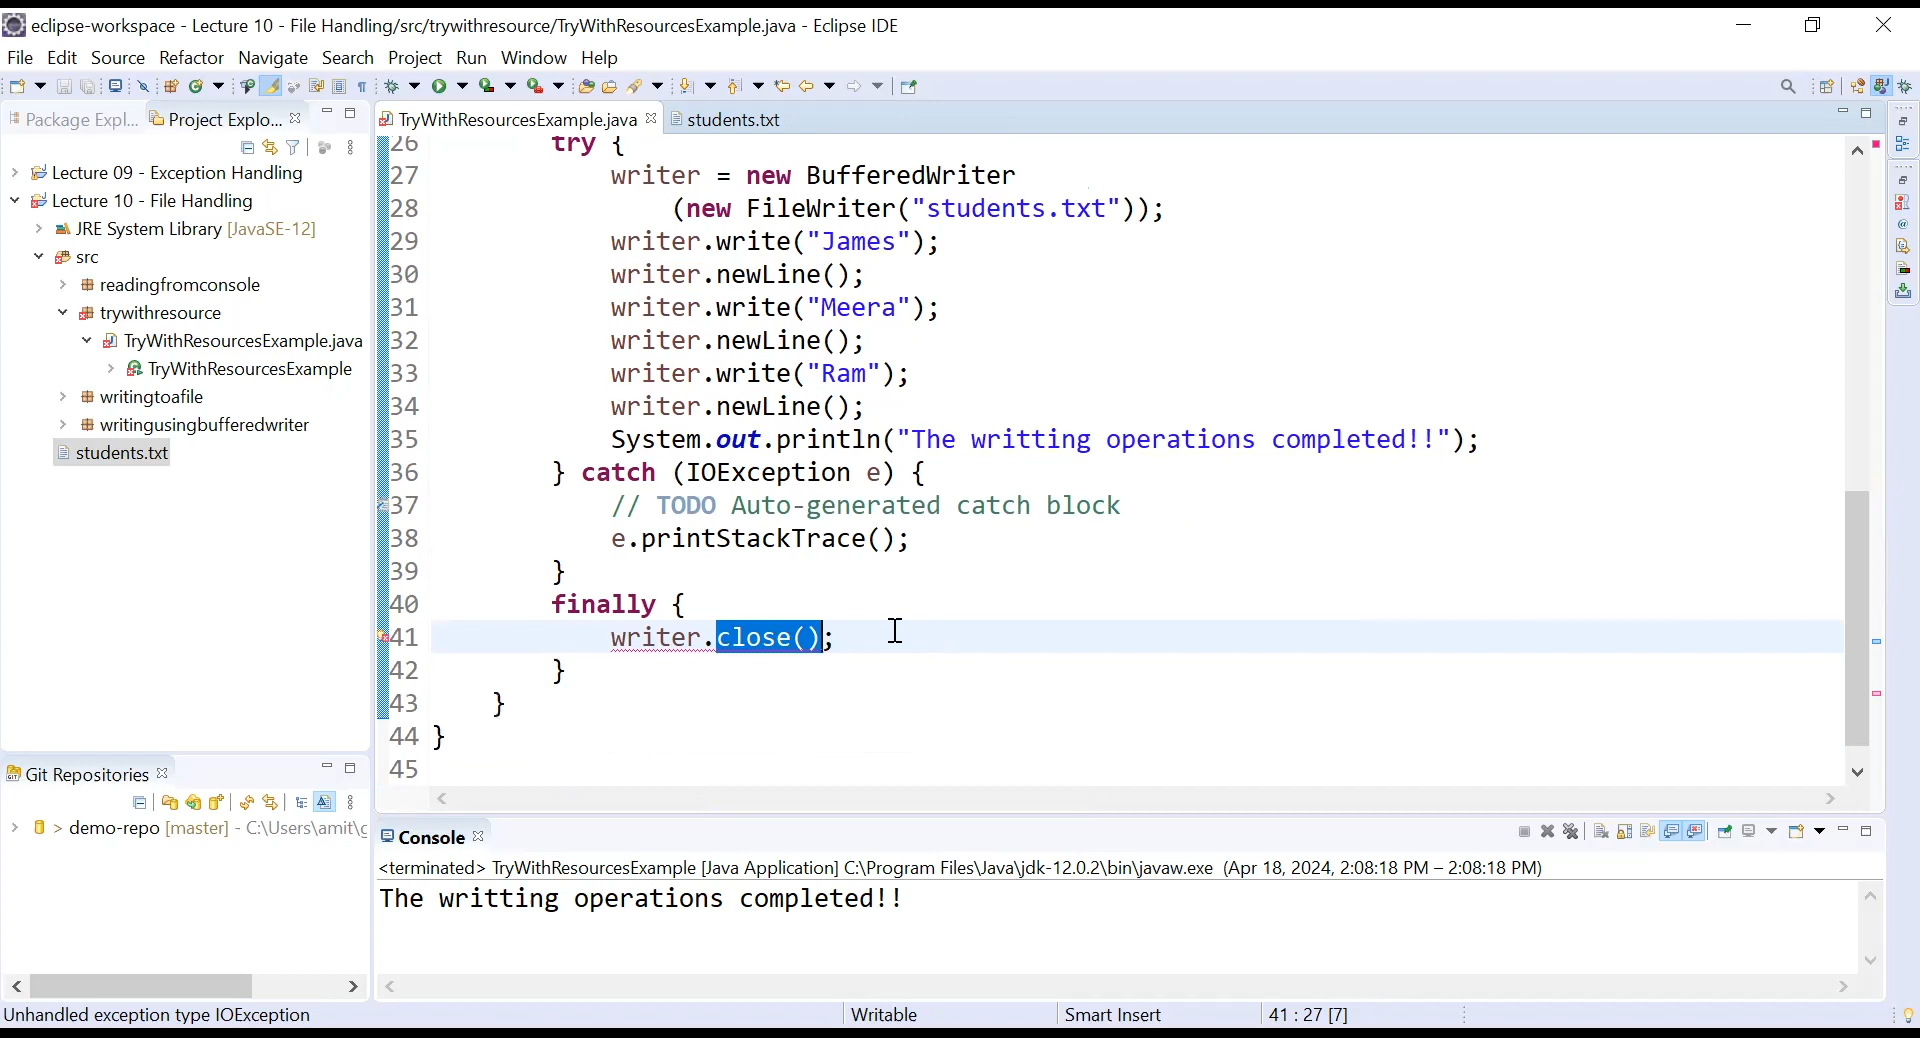 eclipse-workspace - Lecture 10 - File Handling/src/trywithresource/TryWithResourcesExample.java - Eclipse IDE
File Edit Source Refactor Navigate Search Project Run Window Help
Package Expl...
Project Explo...
TryWithResourcesExample.java
students.txt
Lecture 09 - Exception Handling
Lecture 10 - File Handling
JRE System Library [JavaSE-12]
src
readingfromconsole
trywithresource
TryWithResourcesExample.java
TryWithResourcesExample
writingtoafile
writingusingbufferedwriter
students.txt
26 try {
27 writer = new BufferedWriter
28 (new FileWriter("students.txt"));
29 writer.write("James");
30 writer.newLine();
31 writer.write("Meera");
32 writer.newLine();
33 writer.write("Ram");
34 writer.newLine();
35 System.out.println("The writting operations completed!!");
36 } catch (IOException e) {
37 // TODO Auto-generated catch block
38 e.printStackTrace();
39 }
40 finally {
41 writer.close();
42 }
43 }
44 }
45
Git Repositories
> demo-repo [master] - C:\Users\amit\g
Console
<terminated> TryWithResourcesExample [Java Application] C:\Program Files\Java\jdk-12.0.2\bin\javaw.exe (Apr 18, 2024, 2:08:18 PM – 2:08:18 PM)
The writting operations completed!!
Unhandled exception type IOException
Writable
Smart Insert
41 : 27 [7]